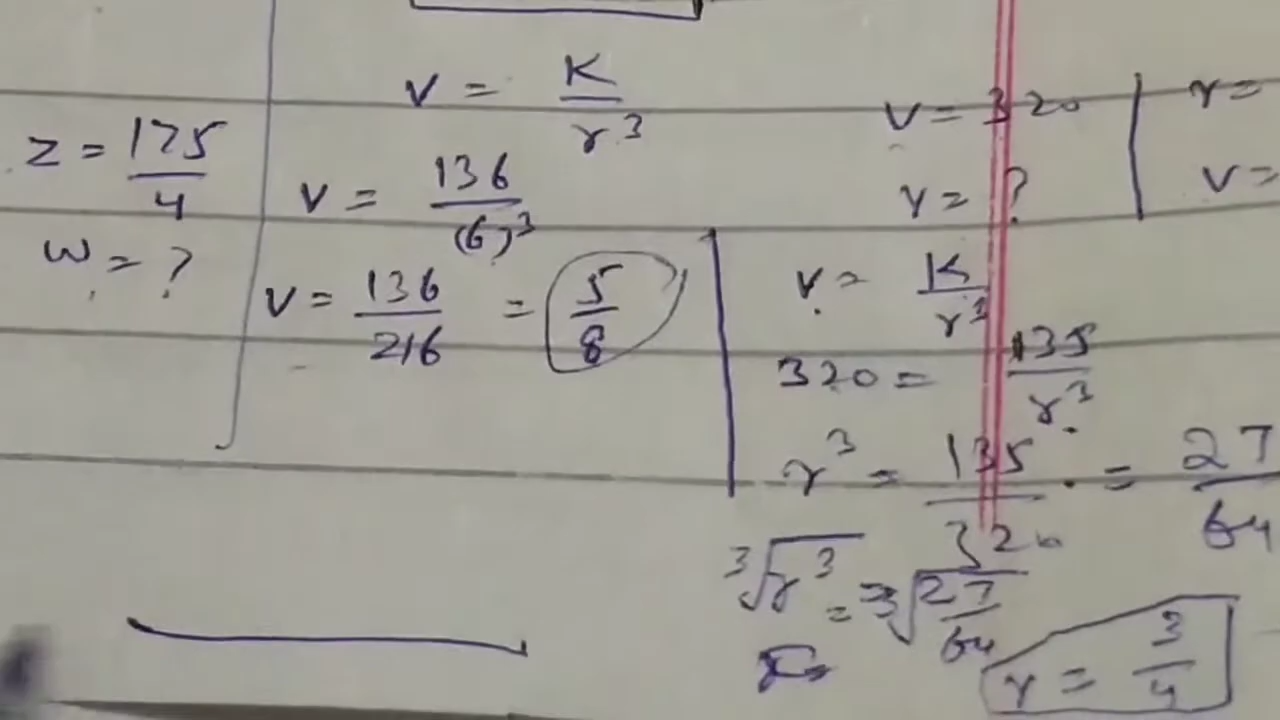 z = 175/4
w = ?
v = K/r³
v = 136/(6)³
v = 136/216 = 5/8
v = 320
r = ?
r =
v =
v = K/r³
320 = 135/r³
r³ = 135/320 = 27/64
³√r³ = ³√27/64
r = 3/4